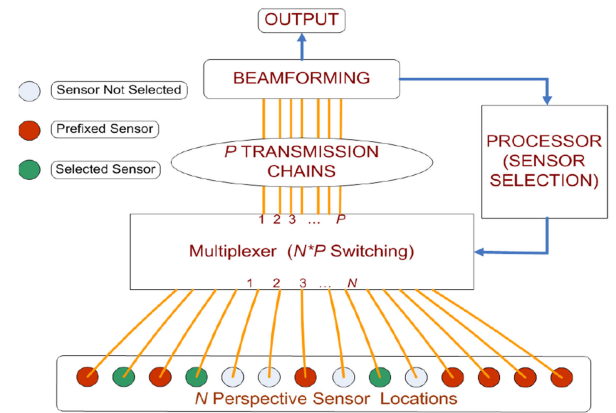 OUTPUT
BEAMFORMING
Sensor Not Selected
Prefixed Sensor
Selected Sensor
P TRANSMISSION
CHAINS
PROCESSOR
(SENSOR
SELECTION)
1 2 3 ... P
Multiplexer (N*P Switching)
1 2 3 ... N
N Perspective Sensor Locations